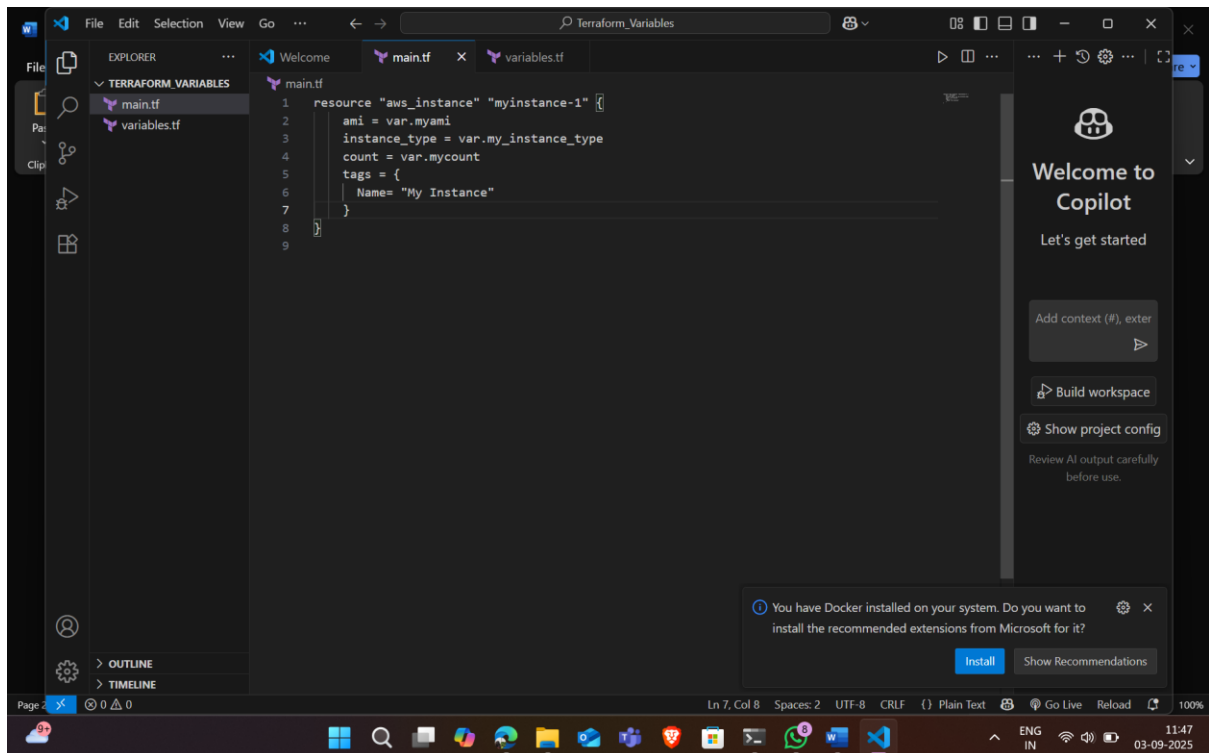 File Edit Selection View Go ··· Terraform_Variables
File
EXPLORER ···
Welcome main.tf variables.tf
TERRAFORM_VARIABLES
main.tf
variables.tf
main.tf
1 resource "aws_instance" "myinstance-1" {
2 ami = var.myami
3 instance_type = var.my_instance_type
4 count = var.mycount
5 tags = {
6 Name= "My Instance"
7 }
8 }
9
Welcome to
Copilot
Let's get started
Add context (#), exter
Build workspace
Show project config
Review AI output carefully
before use.
You have Docker installed on your system. Do you want to
install the recommended extensions from Microsoft for it?
Install Show Recommendations
OUTLINE
TIMELINE
Page 2 0 0 Ln 7, Col 8 Spaces: 2 UTF-8 CRLF {} Plain Text Go Live Reload 100%
9+ 8 ENG
IN
11:47
03-09-2025